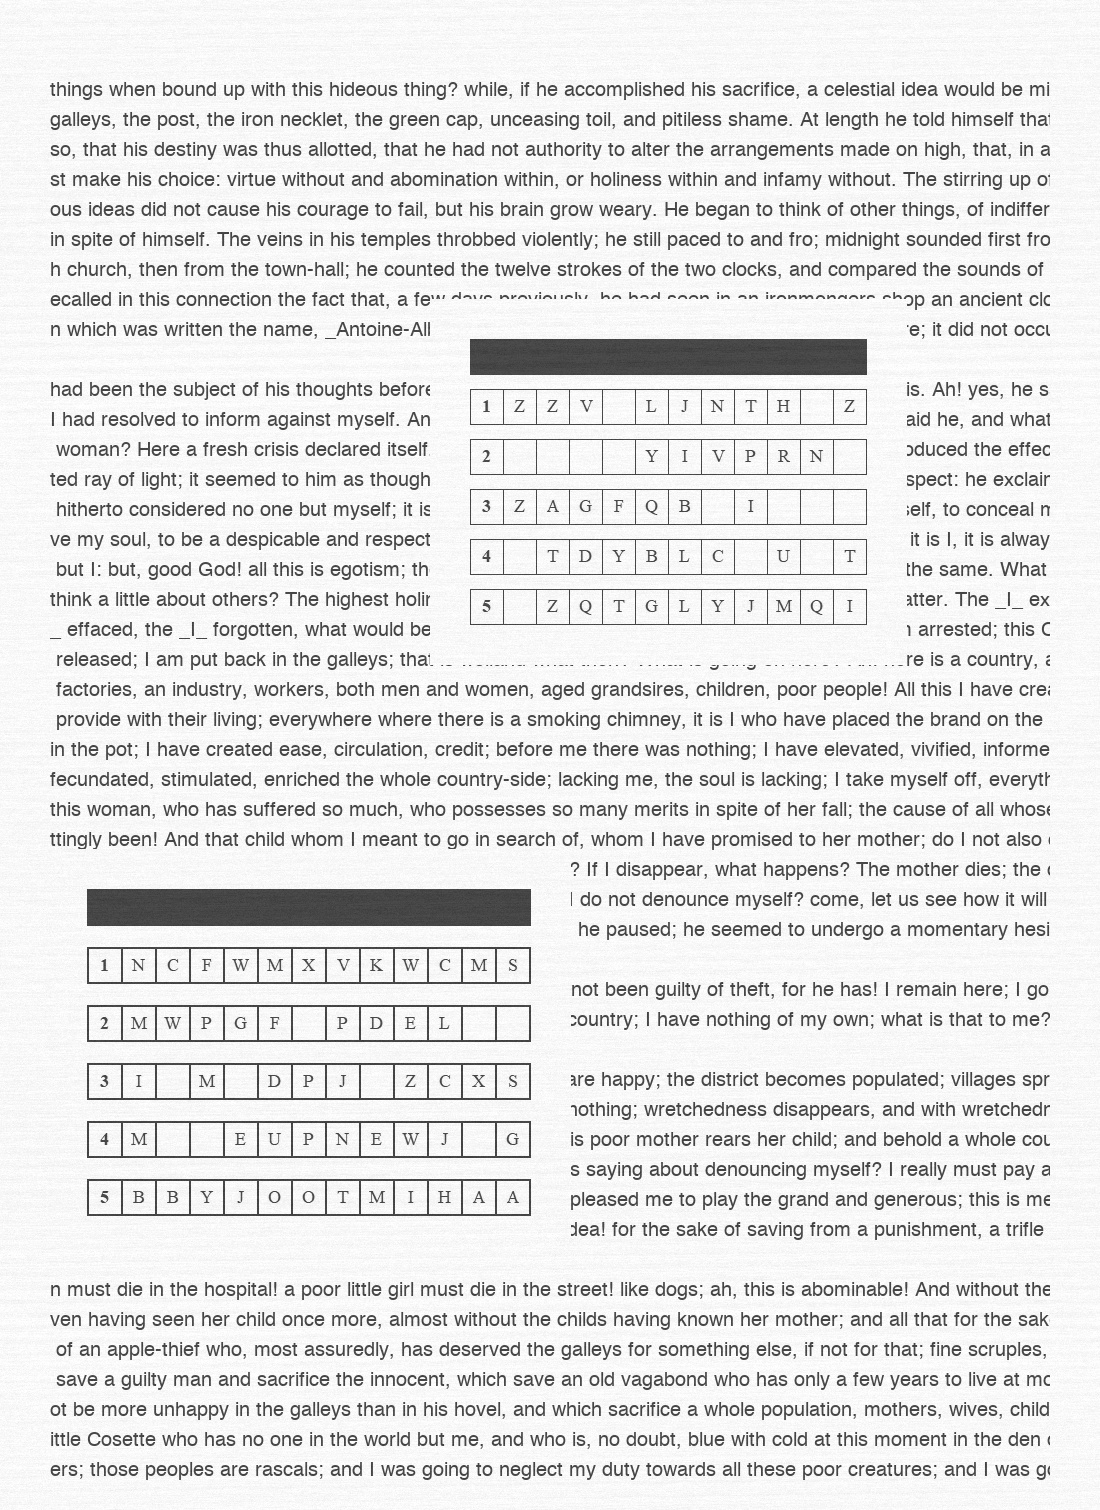 things when bound up with this hideous thing? while, if he accomplished his sacrifice, a celestial idea would be mi
galleys, the post, the iron necklet, the green cap, unceasing toil, and pitiless shame. At length he told himself that
so, that his destiny was thus allotted, that he had not authority to alter the arrangements made on high, that, in a
st make his choice: virtue without and abomination within, or holiness within and infamy without. The stirring up of
ous ideas did not cause his courage to fail, but his brain grow weary. He began to think of other things, of indiffer
in spite of himself. The veins in his temples throbbed violently; he still paced to and fro; midnight sounded first fro
h church, then from the town-hall; he counted the twelve strokes of the two clocks, and compared the sounds of
ecalled in this connection the fact that, a few days previously, he had seen in an ironmongers shop an ancient clo
n which was written the name, _Antoine-All re; it did not occu
had been the subject of his thoughts before is. Ah! yes, he s
I had resolved to inform against myself. An aid he, and what
woman? Here a fresh crisis declared itself. oduced the effec
ted ray of light; it seemed to him as though spect: he exclaim
hitherto considered no one but myself; it is self, to conceal m
ve my soul, to be a despicable and respect it is I, it is alway
but I: but, good God! all this is egotism; the the same. What
think a little about others? The highest holin atter. The _I_ ex
_ effaced, the _I_ forgotten, what would be n arrested; this C
1 Z Z V L J N T H Z
2 Y I V P R N
3 Z A G F Q B I
4 T D Y B L C U T
5 Z Q T G L Y J M Q I
released; I am put back in the galleys; that re is a country, a
factories, an industry, workers, both men and women, aged grandsires, children, poor people! All this I have crea
provide with their living; everywhere where there is a smoking chimney, it is I who have placed the brand on the
in the pot; I have created ease, circulation, credit; before me there was nothing; I have elevated, vivified, informe
fecundated, stimulated, enriched the whole country-side; lacking me, the soul is lacking; I take myself off, everyth
this woman, who has suffered so much, who possesses so many merits in spite of her fall; the cause of all whose
ttingly been! And that child whom I meant to go in search of, whom I have promised to her mother; do I not also
? If I disappear, what happens? The mother dies; the
I do not denounce myself? come, let us see how it will
he paused; he seemed to undergo a momentary hesi
not been guilty of theft, for he has! I remain here; I go
country; I have nothing of my own; what is that to me?
are happy; the district becomes populated; villages spr
nothing; wretchedness disappears, and with wretchedn
is poor mother rears her child; and behold a whole cou
s saying about denouncing myself? I really must pay a
pleased me to play the grand and generous; this is me
dea! for the sake of saving from a punishment, a trifle
1 N C F W M X V K W C M S
2 M W P G F P D E L
3 I M D P J Z C X S
4 M E U P N E W J G
5 B B Y J O O T M I H A A
n must die in the hospital! a poor little girl must die in the street! like dogs; ah, this is abominable! And without the
ven having seen her child once more, almost without the childs having known her mother; and all that for the sak
of an apple-thief who, most assuredly, has deserved the galleys for something else, if not for that; fine scruples,
save a guilty man and sacrifice the innocent, which save an old vagabond who has only a few years to live at mo
ot be more unhappy in the galleys than in his hovel, and which sacrifice a whole population, mothers, wives, child
ittle Cosette who has no one in the world but me, and who is, no doubt, blue with cold at this moment in the den
ers; those peoples are rascals; and I was going to neglect my duty towards all these poor creatures; and I was go